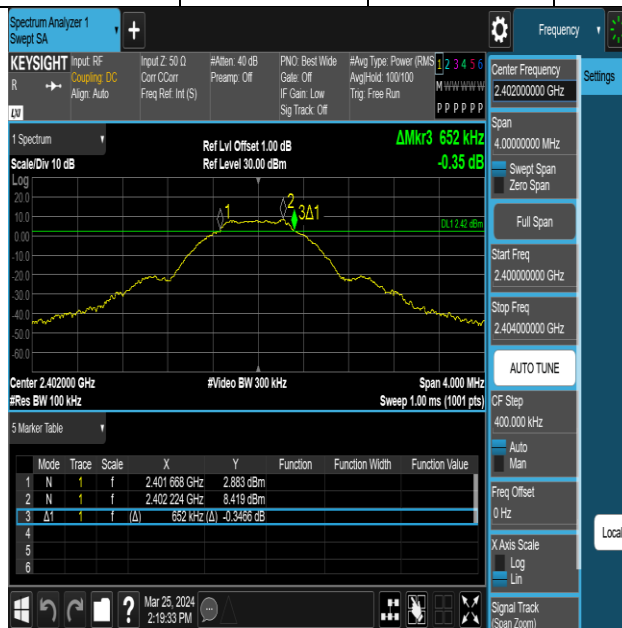 Spectrum Analyzer 1
Swept SA
+
Frequency
KEYSIGHT
R
LXI
Input: RF
Coupling: DC
Align: Auto
Input Z: 50 Ω
Corr CCorr
Freq Ref: Int (S)
#Atten: 40 dB
Preamp: Off
PNO: Best Wide
Gate: Off
IF Gain: Low
Sig Track: Off
#Avg Type: Power (RMS
Avg|Hold: 100/100
Trig: Free Run
1 2 3 4 5 6
M W W W W W
P P P P P P
1 Spectrum
Scale/Div 10 dB
Log
Ref Lvl Offset 1.00 dB
Ref Level 30.00 dBm
ΔMkr3 652 kHz
-0.35 dB
20.0
10.0
0.00
-10.0
-20.0
-30.0
-40.0
-50.0
-60.0
1
2
3Δ1
DL1 2.42 dBm
Center 2.402000 GHz
#Res BW 100 kHz
#Video BW 300 kHz
Span 4.000 MHz
Sweep 1.00 ms (1001 pts)
5 Marker Table
Mode Trace Scale X Y Function Function Width Function Value
1 N 1 f 2.401 668 GHz 2.883 dBm
2 N 1 f 2.402 224 GHz 8.419 dBm
3 Δ1 1 f (Δ) 652 kHz (Δ) -0.3466 dB
4
5
6
Mar 25, 2024
2:19:33 PM
?
Center Frequency
2.402000000 GHz
Settings
Span
4.00000000 MHz
Swept Span
Zero Span
Full Span
Start Freq
2.400000000 GHz
Stop Freq
2.404000000 GHz
AUTO TUNE
CF Step
400.000 kHz
Auto
Man
Freq Offset
0 Hz
Local
X Axis Scale
Log
Lin
Signal Track
(Span Zoom)